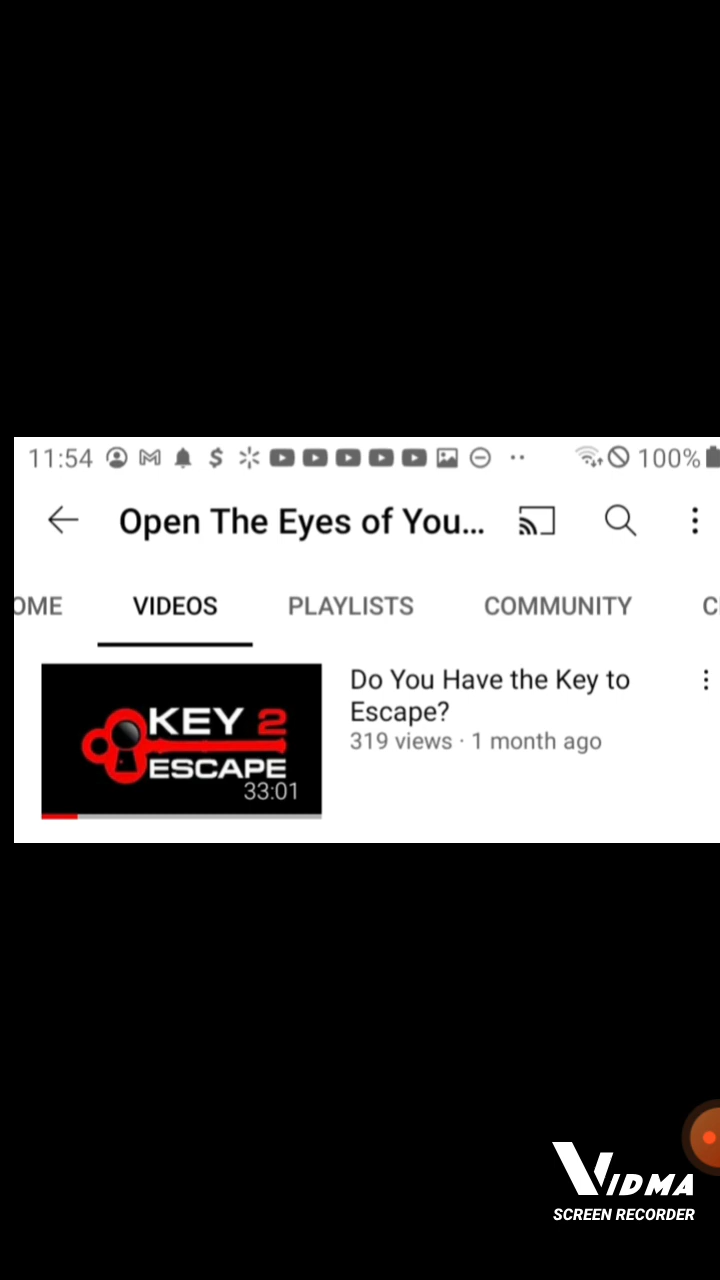 11:54
100%
Open The Eyes of You...
OME
VIDEOS
PLAYLISTS
COMMUNITY
C
KEY 2
ESCAPE
33:01
Do You Have the Key to
Escape?
319 views · 1 month ago
VIDMA
SCREEN RECORDER